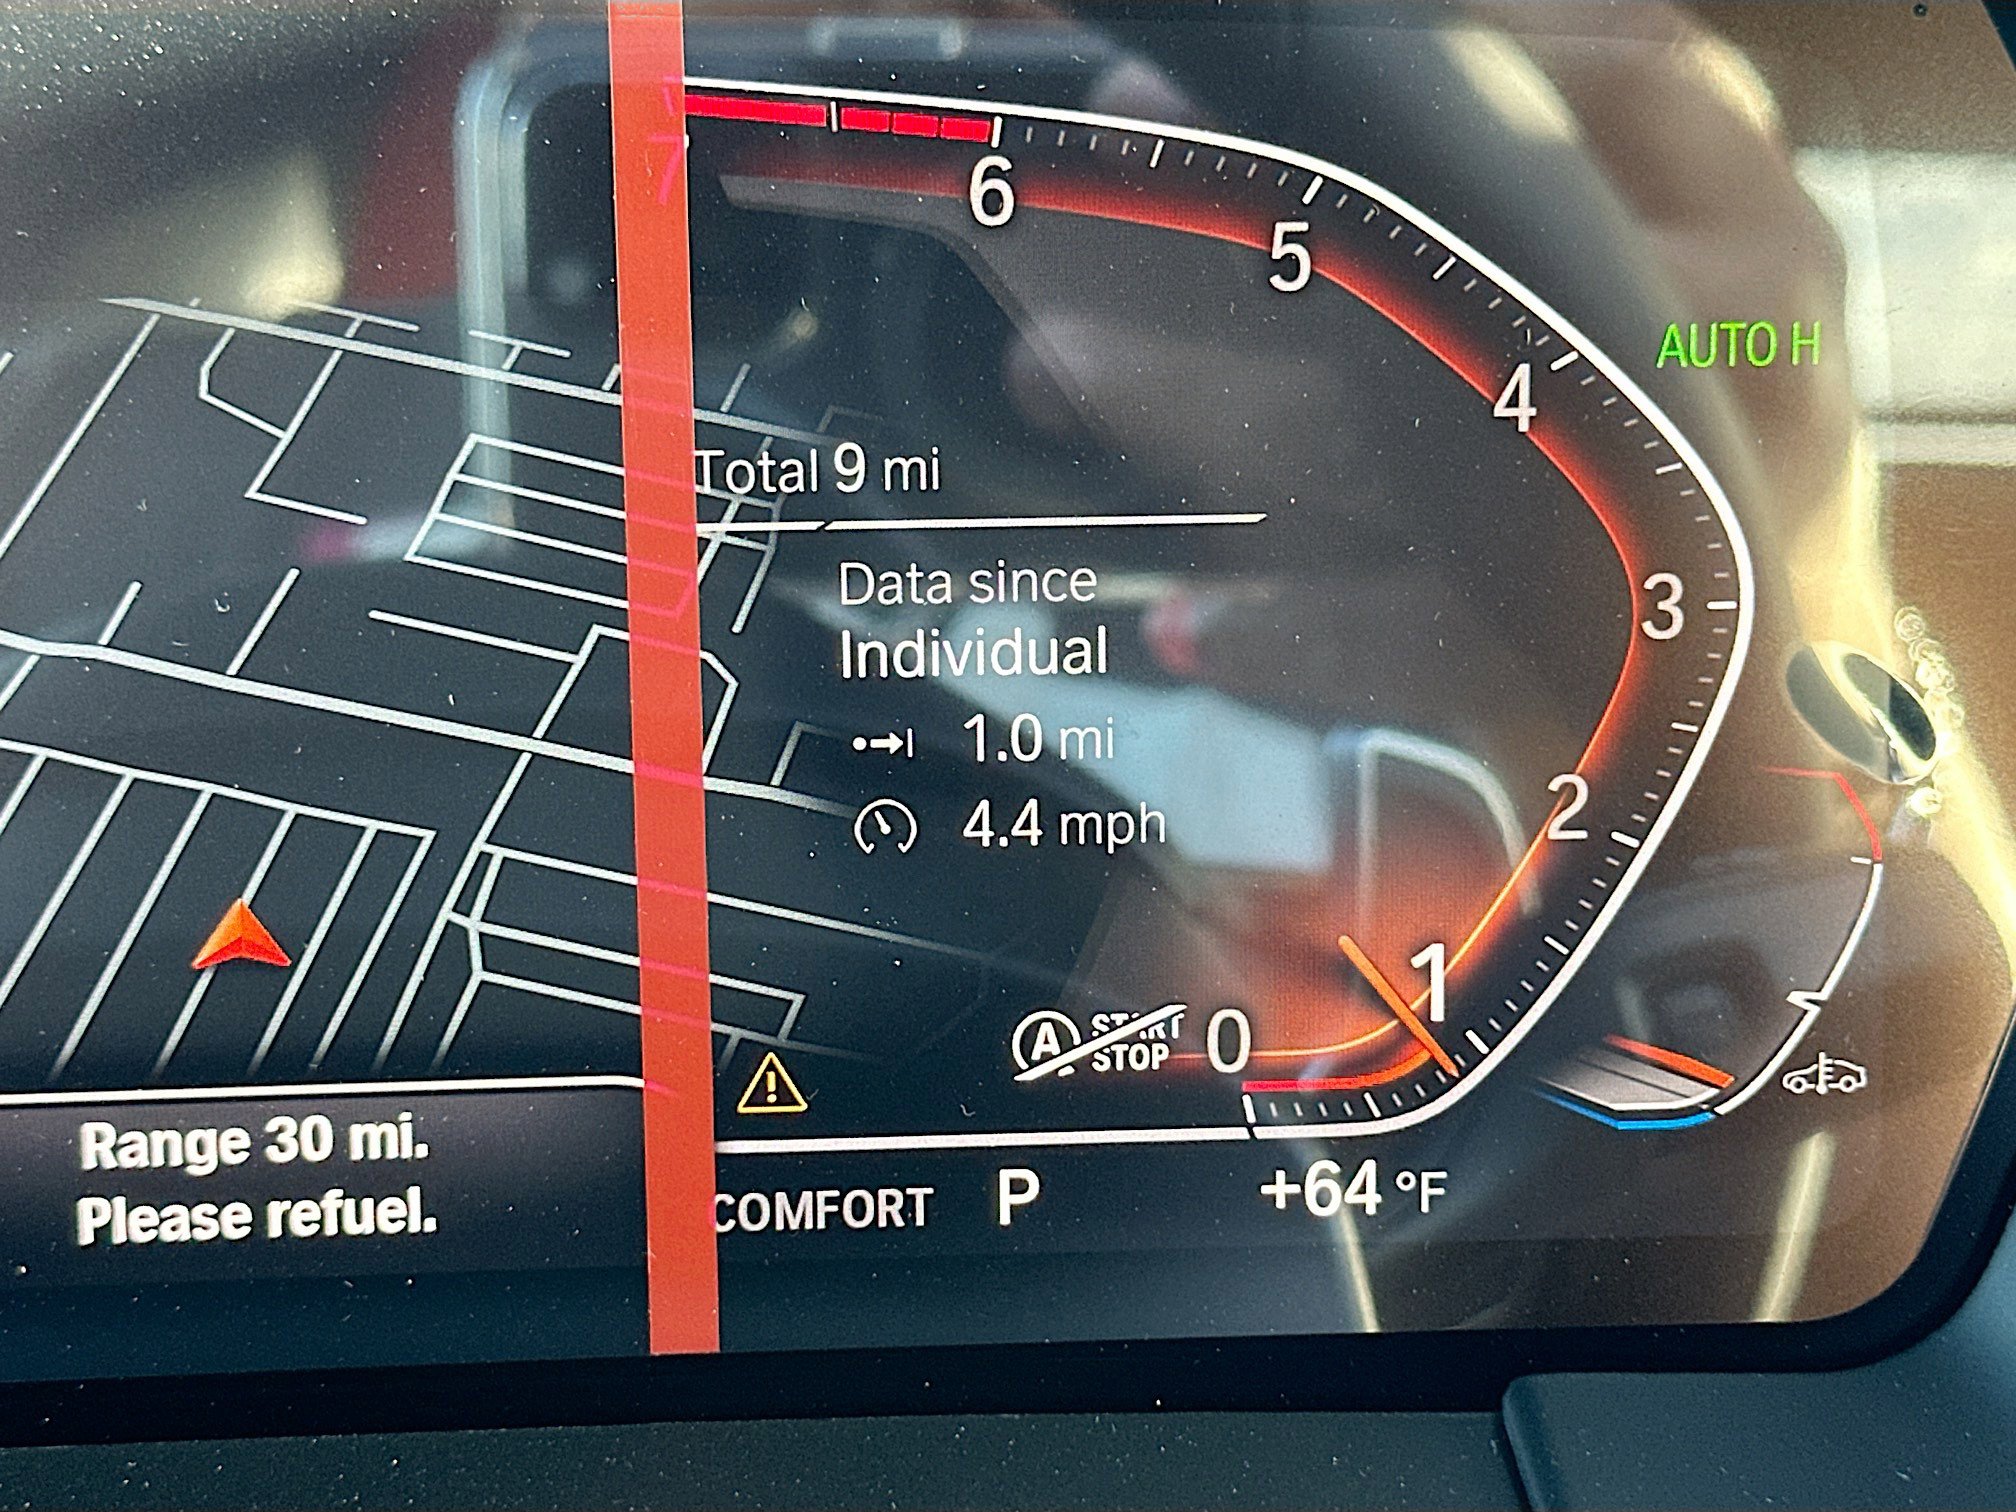 7
6
5
AUTO H
4
Total 9 mi
Data since
3
Individual
1.0 mi
4.4 mph
2
1
A START
STOP
0
Range 30 mi.
Please refuel.
COMFORT P +64 °F